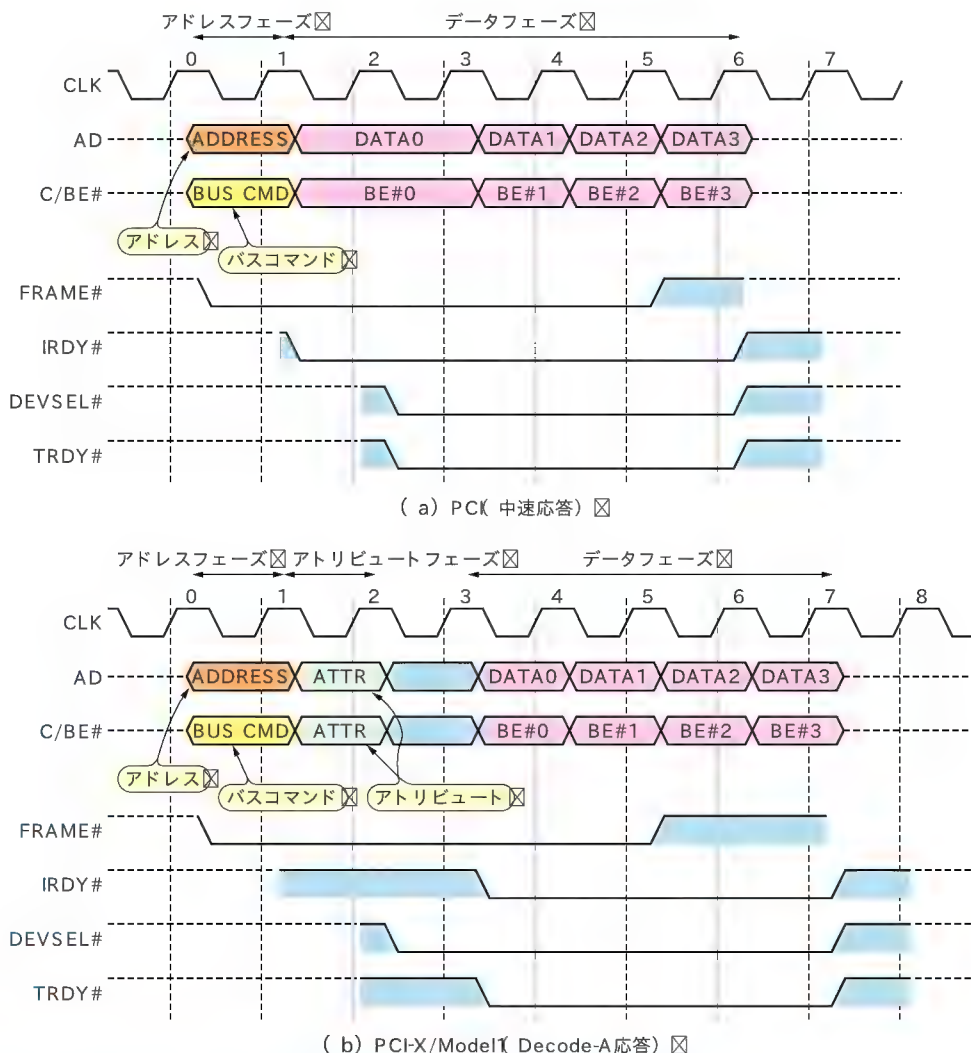 アドレスフェーズ データフェーズ
0 1 2 3 4 5 6 7
CLK
AD ADDRESS DATA0 DATA1 DATA2 DATA3
C/BE# BUS CMD BE#0 BE#1 BE#2 BE#3
アドレス
バスコマンド
FRAME#
IRDY#
DEVSEL#
TRDY#
( a) PCI( 中速応答)
アドレスフェーズ アトリビュートフェーズ データフェーズ
0 1 2 3 4 5 6 7 8
CLK
AD ADDRESS ATTR DATA0 DATA1 DATA2 DATA3
C/BE# BUS CMD ATTR BE#0 BE#1 BE#2 BE#3
アドレス
バスコマンド アトリビュート
FRAME#
IRDY#
DEVSEL#
TRDY#
( b) PCI-X/Model1( Decode-A応答)